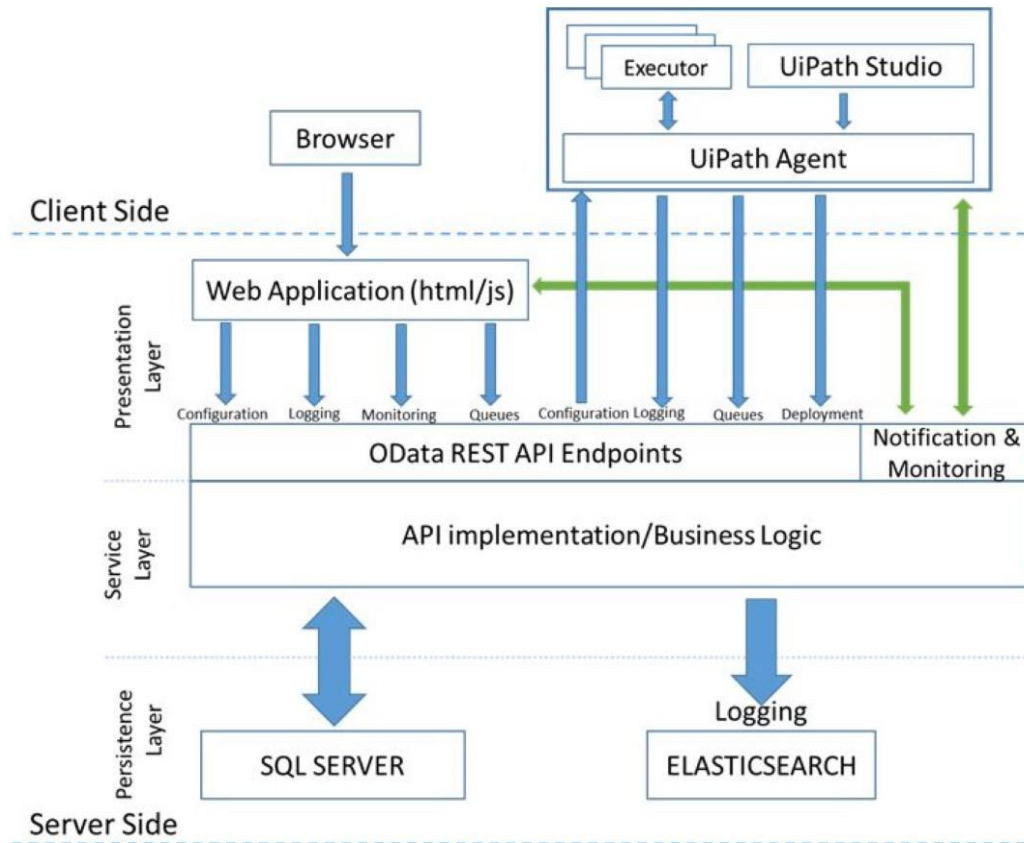 Executor
UiPath Studio
Browser
UiPath Agent
Client Side
Web Application (html/js)
Presentation
Layer
Configuration
Logging
Monitoring
Queues
Configuration
Logging
Queues
Deployment
OData REST API Endpoints
Notification &
Monitoring
Service
Layer
API implementation/Business Logic
Persistence
Layer
Logging
SQL SERVER
ELASTICSEARCH
Server Side